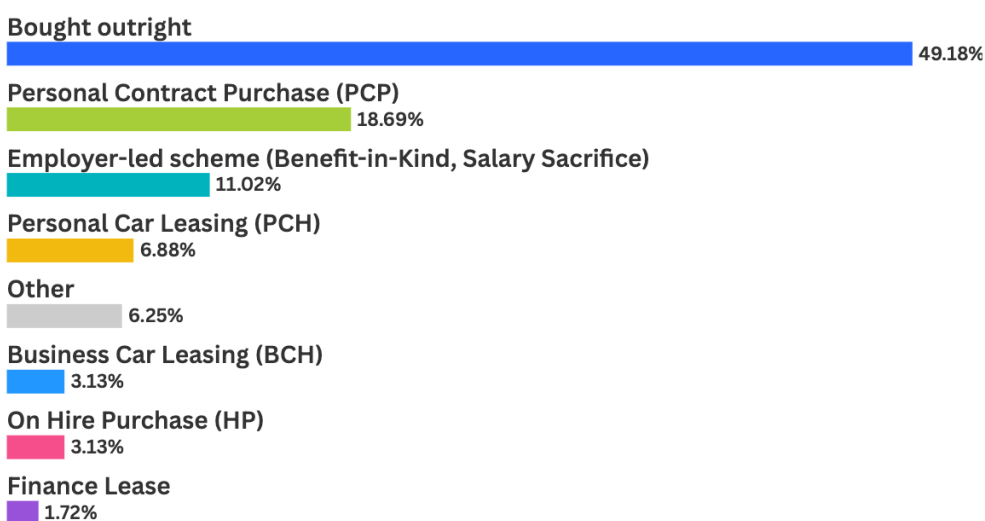 Bought outright
49.18%
Personal Contract Purchase (PCP)
18.69%
Employer-led scheme (Benefit-in-Kind, Salary Sacrifice)
11.02%
Personal Car Leasing (PCH)
6.88%
Other
6.25%
Business Car Leasing (BCH)
3.13%
On Hire Purchase (HP)
3.13%
Finance Lease
1.72%